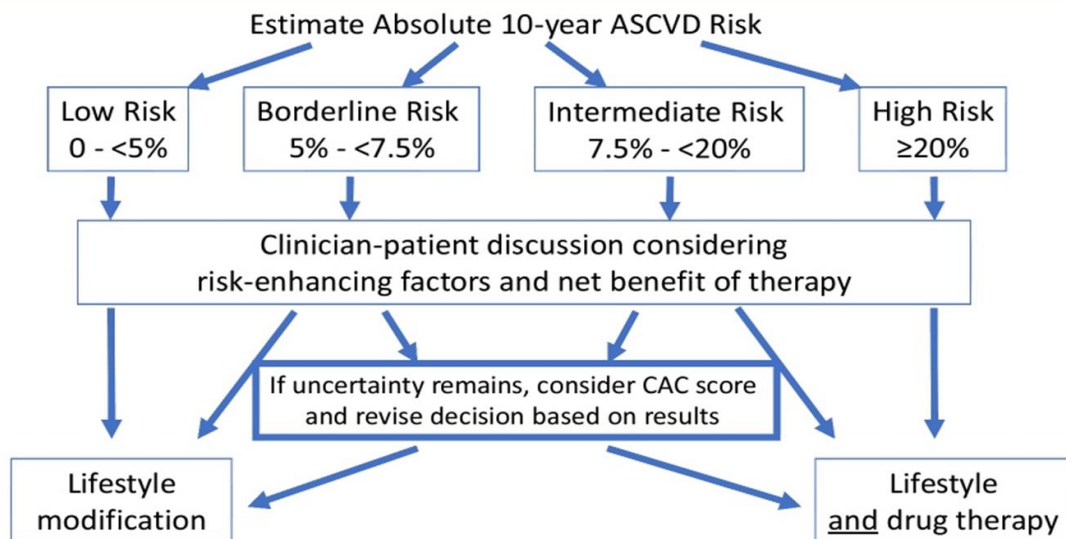 Estimate Absolute 10-year ASCVD Risk
Low Risk
0 - <5%
Borderline Risk
5% - <7.5%
Intermediate Risk
7.5% - <20%
High Risk
≥20%
Clinician-patient discussion considering
risk-enhancing factors and net benefit of therapy
If uncertainty remains, consider CAC score
and revise decision based on results
Lifestyle
modification
Lifestyle
and drug therapy